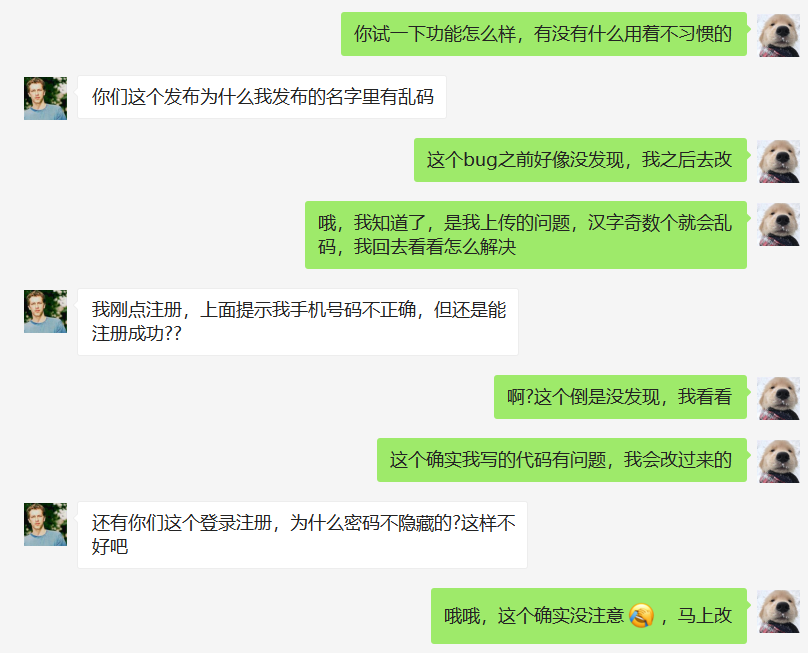 你试一下功能怎么样，有没有什么用着不习惯的
你们这个发布为什么我发布的名字里有乱码
这个bug之前好像没发现，我之后去改
哦，我知道了，是我上传的问题，汉字奇数个就会乱
码，我回去看看怎么解决
我刚点注册，上面提示我手机号码不正确，但还是能
注册成功??
啊?这个倒是没发现，我看看
这个确实我写的代码有问题，我会改过来的
还有你们这个登录注册，为什么密码不隐藏的?这样不
好吧
哦哦，这个确实没注意🤣，马上改